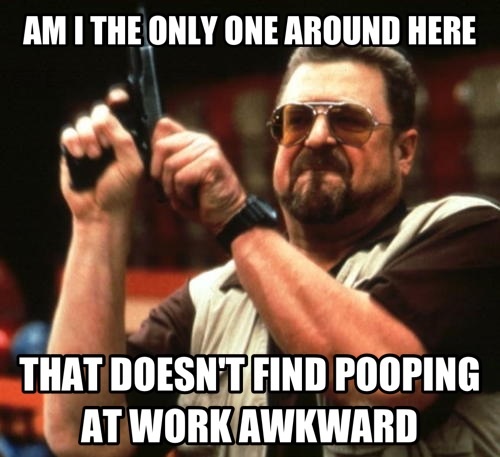 AM I THE ONLY ONE AROUND HERE
THAT DOESN'T FIND POOPING
AT WORK AWKWARD